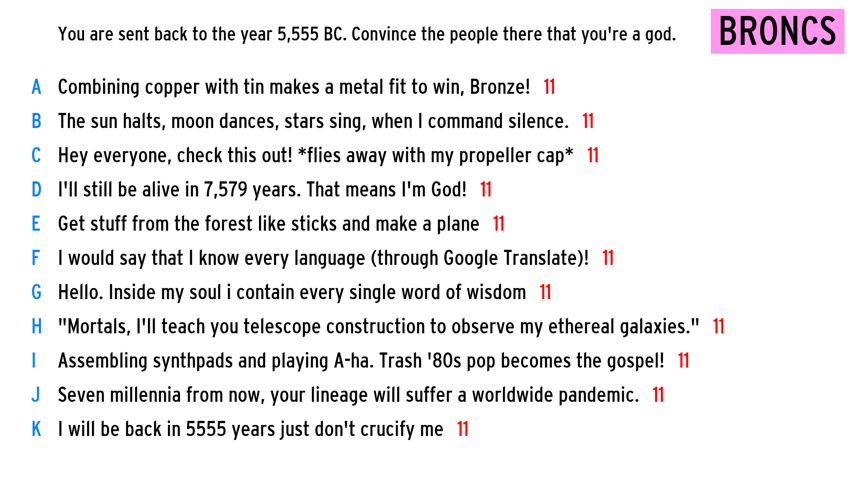 You are sent back to the year 5,555 BC. Convince the people there that you're a god.
BRONCS
A Combining copper with tin makes a metal fit to win, Bronze! 11
B The sun halts, moon dances, stars sing, when I command silence. 11
C Hey everyone, check this out! *flies away with my propeller cap* 11
D I'll still be alive in 7,579 years. That means I'm God! 11
E Get stuff from the forest like sticks and make a plane 11
F I would say that I know every language (through Google Translate)! 11
G Hello. Inside my soul i contain every single word of wisdom 11
H "Mortals, I'll teach you telescope construction to observe my ethereal galaxies." 11
I Assembling synthpads and playing A-ha. Trash '80s pop becomes the gospel! 11
J Seven millennia from now, your lineage will suffer a worldwide pandemic. 11
K I will be back in 5555 years just don't crucify me 11